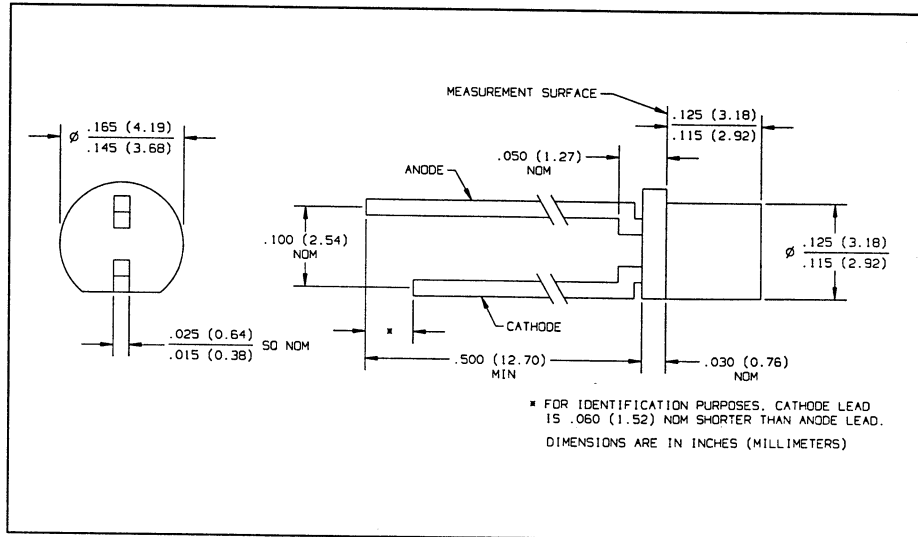 MEASUREMENT SURFACE
.125 (3.18)
.115 (2.92)
ø .165 (4.19)
.145 (3.68)
.050 (1.27)
NOM
ANODE
.100 (2.54)
NOM
ø .125 (3.18)
.115 (2.92)
CATHODE
.025 (0.64)
.015 (0.38) SQ NOM
*
.500 (12.70)
MIN
.030 (0.76)
NOM
* FOR IDENTIFICATION PURPOSES, CATHODE LEAD
IS .060 (1.52) NOM SHORTER THAN ANODE LEAD.
DIMENSIONS ARE IN INCHES (MILLIMETERS)